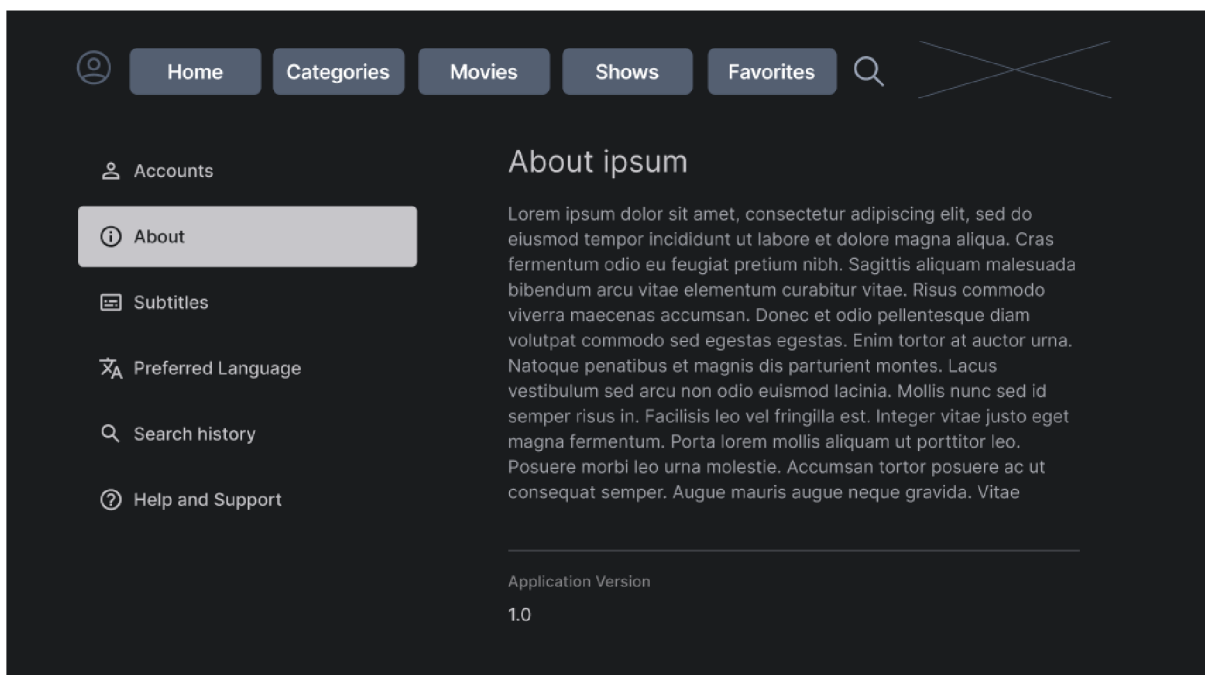 Home
Categories
Movies
Shows
Favorites
Accounts
About
Subtitles
Preferred Language
Search history
Help and Support
About ipsum
Lorem ipsum dolor sit amet, consectetur adipiscing elit, sed do
eiusmod tempor incididunt ut labore et dolore magna aliqua. Cras
fermentum odio eu feugiat pretium nibh. Sagittis aliquam malesuada
bibendum arcu vitae elementum curabitur vitae. Risus commodo
viverra maecenas accumsan. Donec et odio pellentesque diam
volutpat commodo sed egestas egestas. Enim tortor at auctor urna.
Natoque penatibus et magnis dis parturient montes. Lacus
vestibulum sed arcu non odio euismod lacinia. Mollis nunc sed id
semper risus in. Facilisis leo vel fringilla est. Integer vitae justo eget
magna fermentum. Porta lorem mollis aliquam ut porttitor leo.
Posuere morbi leo urna molestie. Accumsan tortor posuere ac ut
consequat semper. Augue mauris augue neque gravida. Vitae
Application Version
1.0